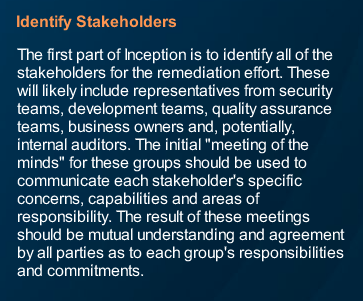 Identify Stakeholders
The first part of Inception is to identify all of the
stakeholders for the remediation effort. These
will likely include representatives from security
teams, development teams, quality assurance
teams, business owners and, potentially,
internal auditors. The initial "meeting of the
minds" for these groups should be used to
communicate each stakeholder's specific
concerns, capabilities and areas of
responsibility. The result of these meetings
should be mutual understanding and agreement
by all parties as to each group's responsibilities
and commitments.